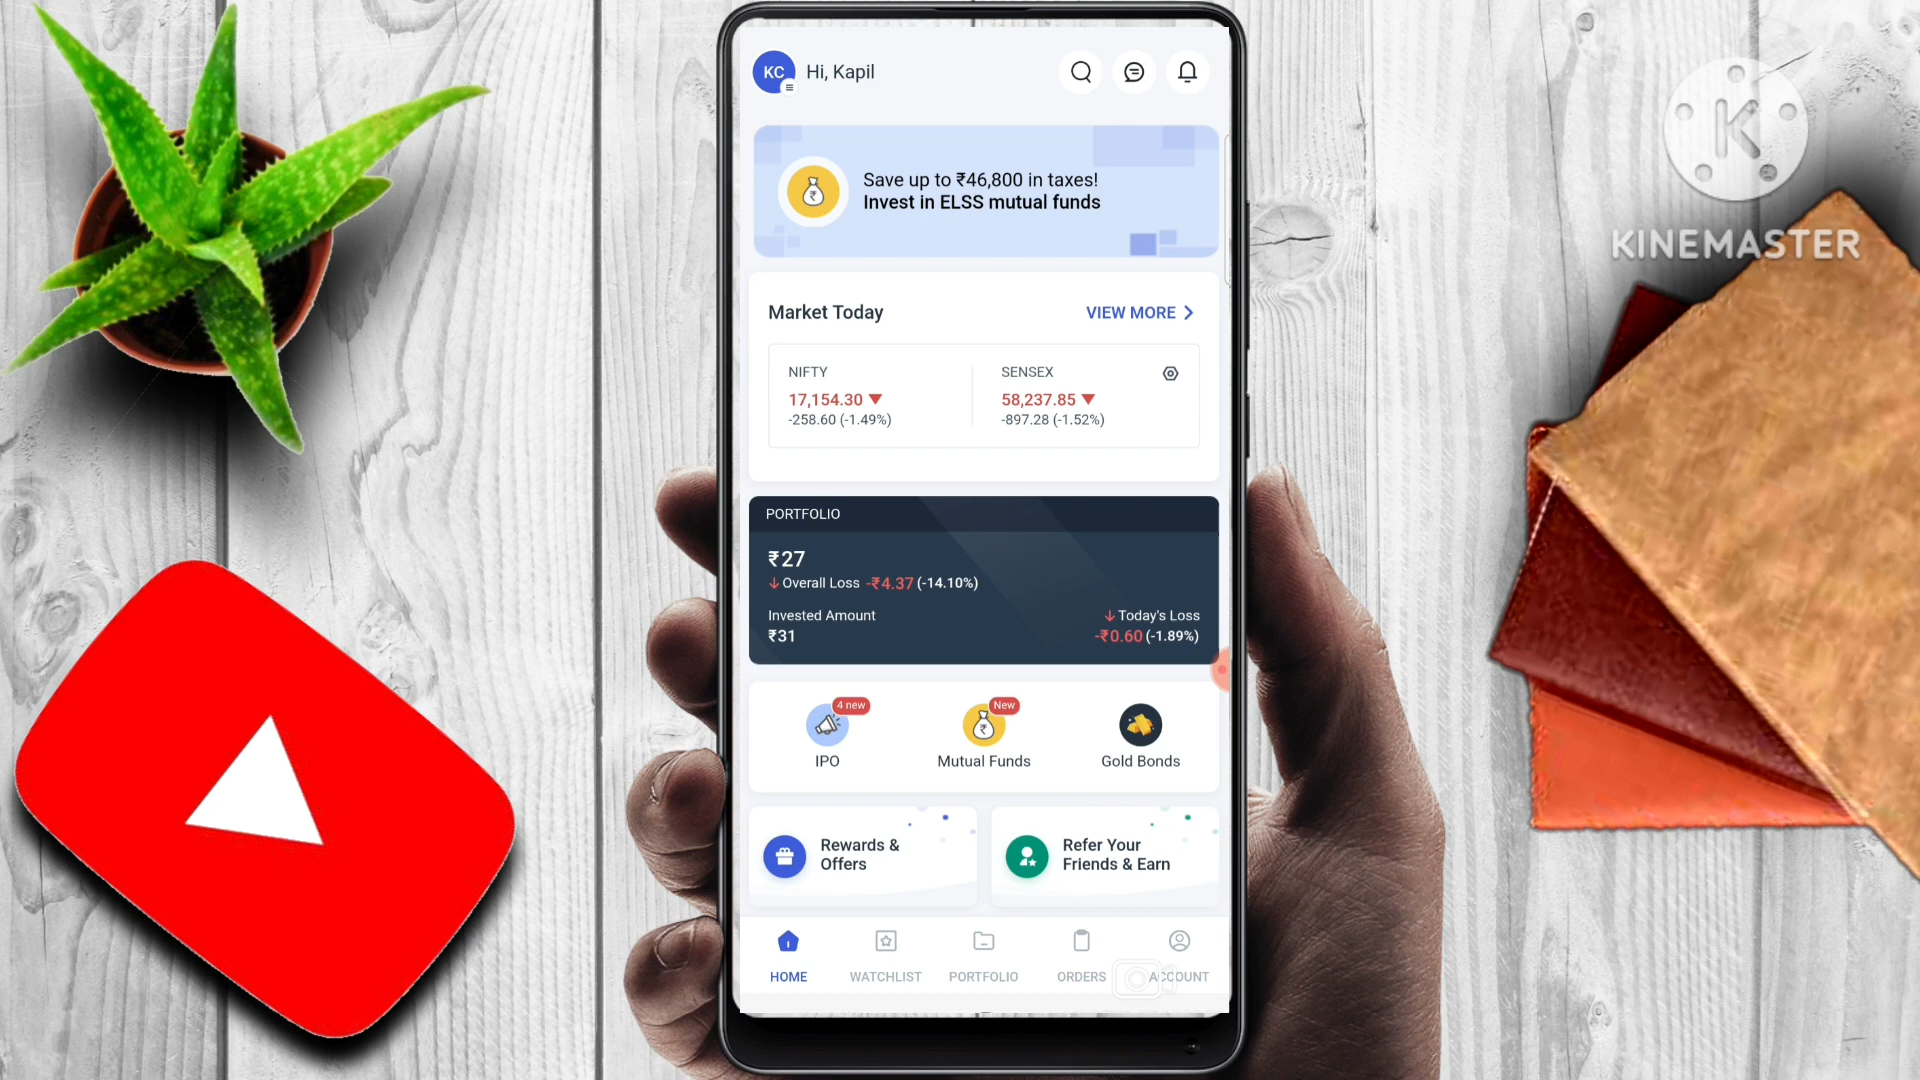 KC
Hi, Kapil
Save up to ₹46,800 in taxes!
Invest in ELSS mutual funds
Market Today
VIEW MORE
NIFTY
17,154.30
-258.60 (-1.49%)
SENSEX
58,237.85
-897.28 (-1.52%)
PORTFOLIO
₹27
Overall Loss -₹4.37 (-14.10%)
Invested Amount
₹31
Today's Loss
-₹0.60 (-1.89%)
4 new
IPO
New
Mutual Funds
Gold Bonds
Rewards &
Offers
Refer Your
Friends & Earn
HOME
WATCHLIST
PORTFOLIO
ORDERS
ACCOUNT
K
KINEMASTER